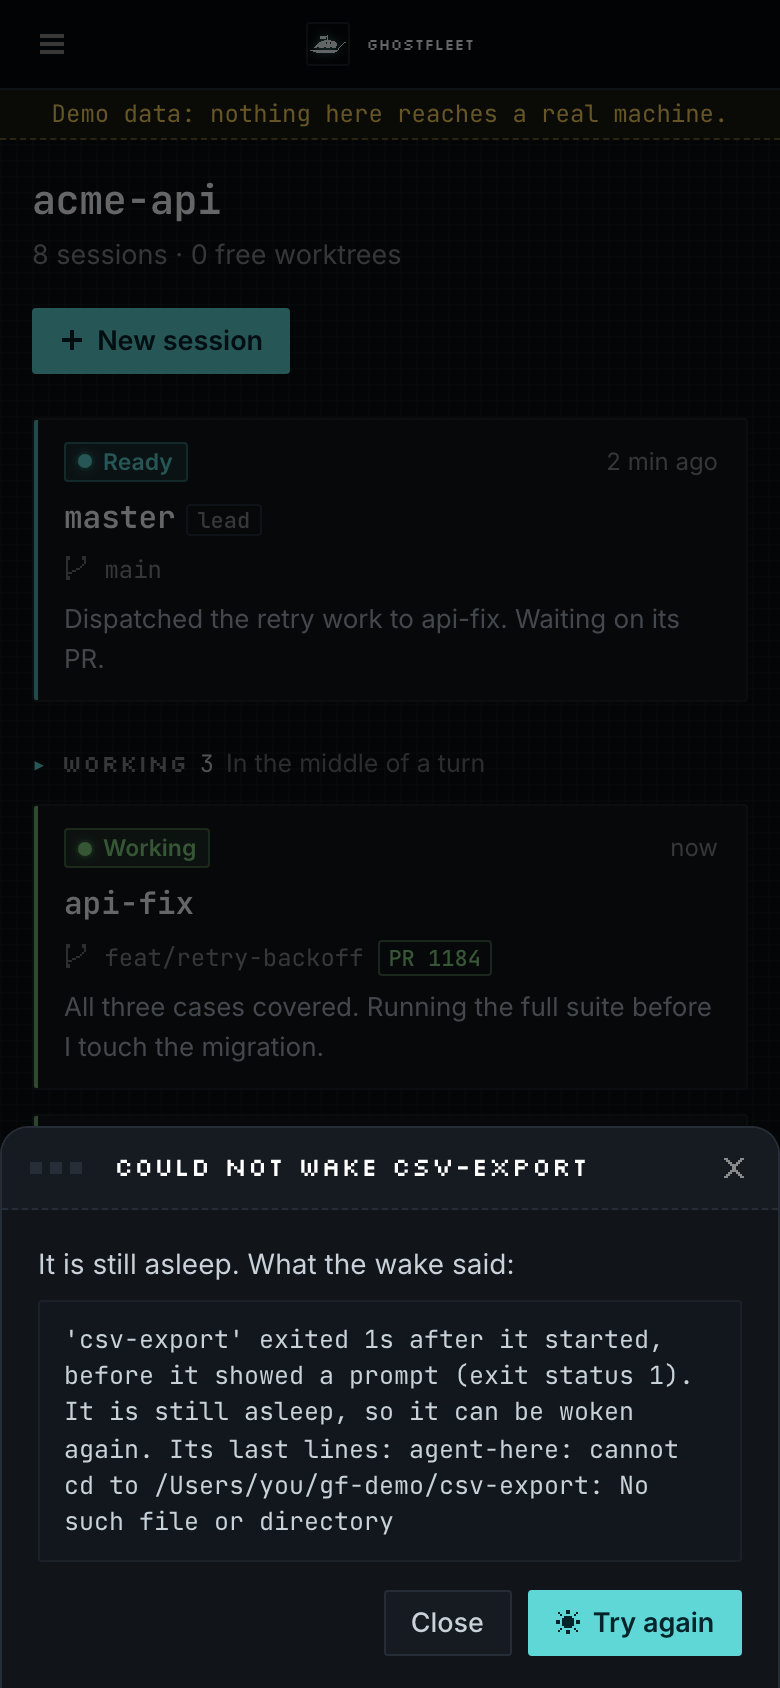 GHOSTFLEET
Demo data: nothing here reaches a real machine.
acme-api
8 sessions · 0 free worktrees
+ New session
Ready
2 min ago
master lead
main
Dispatched the retry work to api-fix. Waiting on its
PR.
WORKING 3 In the middle of a turn
Working
now
api-fix
feat/retry-backoff PR 1184
All three cases covered. Running the full suite before
I touch the migration.
COULD NOT WAKE CSV-EXPORT
It is still asleep. What the wake said:
'csv-export' exited 1s after it started,
before it showed a prompt (exit status 1).
It is still asleep, so it can be woken
again. Its last lines: agent-here: cannot
cd to /Users/you/gf-demo/csv-export: No
such file or directory
Close
Try again